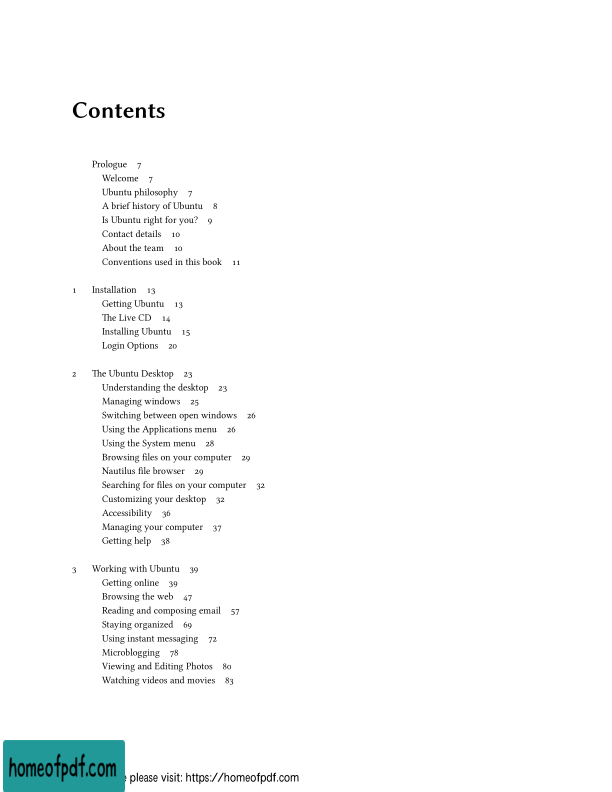 Contents
Prologue 7
Welcome 7
Ubuntu philosophy 7
A brief history of Ubuntu 8
Is Ubuntu right for you? 9
Contact details 10
About the team 10
Conventions used in this book 11
1 Installation 13
Getting Ubuntu 13
The Live CD 14
Installing Ubuntu 15
Login Options 20
2 The Ubuntu Desktop 23
Understanding the desktop 23
Managing windows 25
Switching between open windows 26
Using the Applications menu 26
Using the System menu 28
Browsing files on your computer 29
Nautilus file browser 29
Searching for files on your computer 32
Customizing your desktop 32
Accessibility 36
Managing your computer 37
Getting help 38
3 Working with Ubuntu 39
Getting online 39
Browsing the web 47
Reading and composing email 57
Staying organized 69
Using instant messaging 72
Microblogging 78
Viewing and Editing Photos 80
Watching videos and movies 83
homeofpdf.com
please visit: https://homeofpdf.com